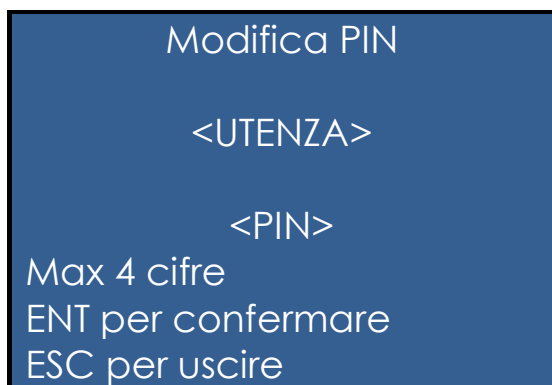 Modifica PIN
<UTENZA>
<PIN>
Max 4 cifre
ENT per confermare
ESC per uscire